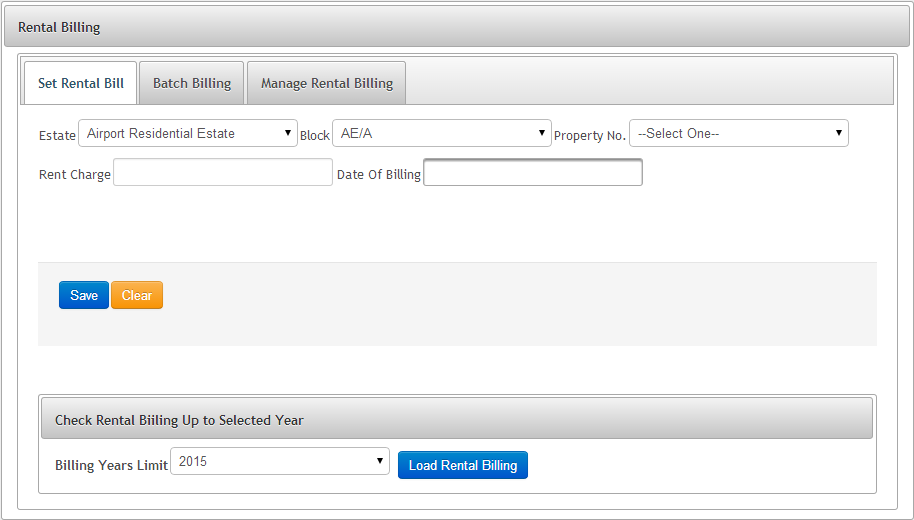 Rental Billing
Set Rental Bill Batch Billing Manage Rental Billing
Estate Airport Residential Estate Block AE/A Property No. --Select One--
Rent Charge Date Of Billing
Save Clear
Check Rental Biiling Up to Selected Year
Billing Years Limit 2015 Load Rental Billing